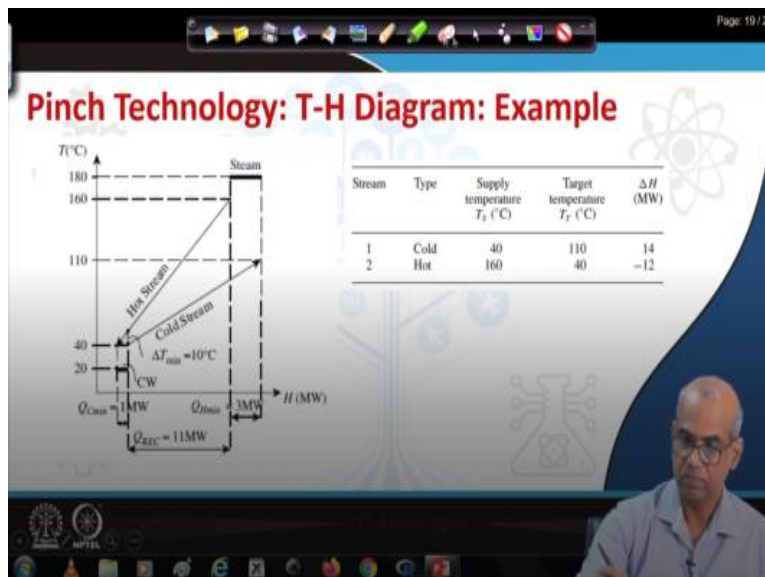 Page: 19/2
Pinch Technology: T-H Diagram: Example
T(°C)
180
160
110
40
20
Steam
Hot Stream
Cold Stream
ΔTmin =10°C
CW
H (MW)
QCmin = 1MW
QHmin = 3MW
QREC = 11MW
Stream Type Supply temperature TS (°C) Target temperature TT (°C) ΔH (MW)
1 Cold 40 110 14
2 Hot 160 40 −12
NPTEL